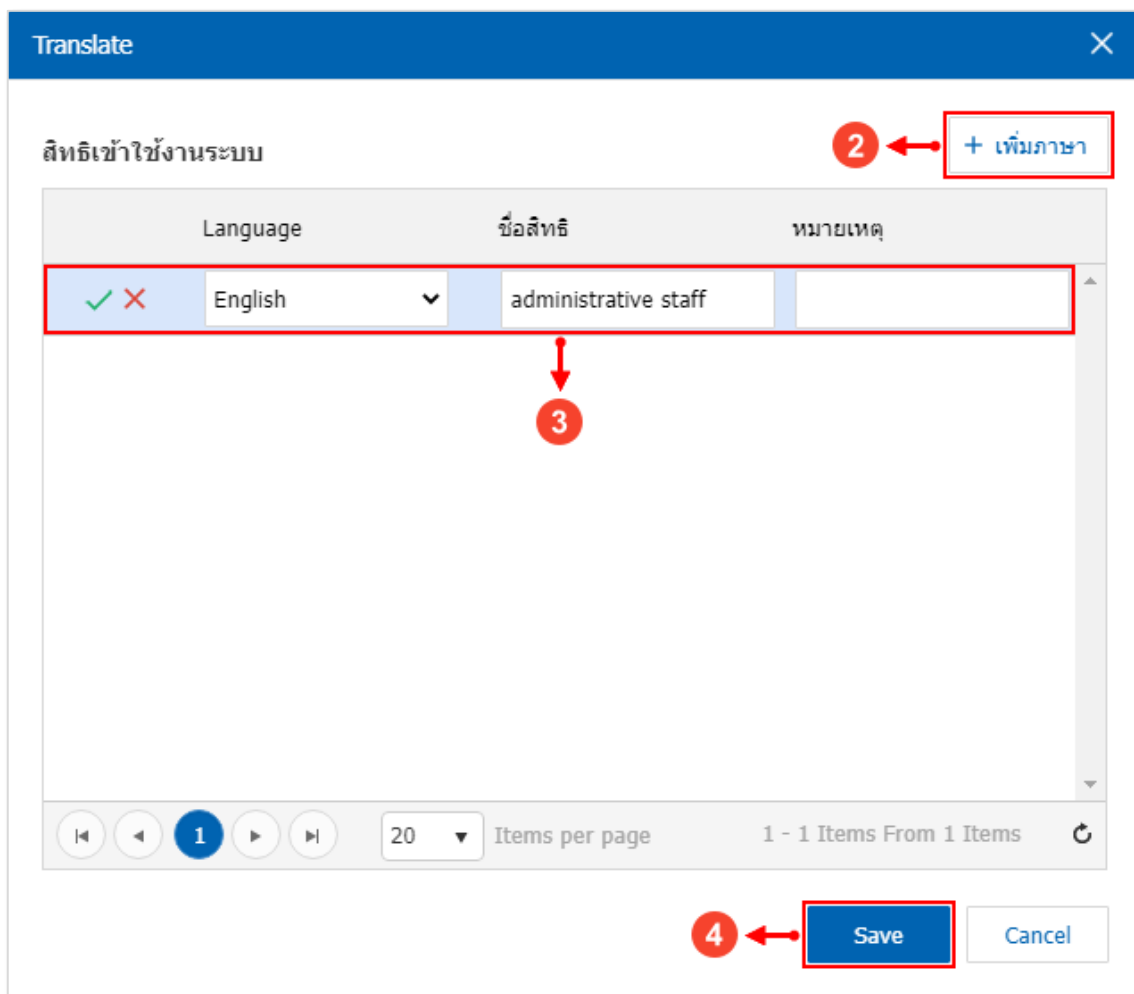 Translate
สิทธิเข้าใช้งานระบบ
2
+ เพิ่มภาษา
Language ชื่อสิทธิ หมายเหตุ
English administrative staff
3
1 20 Items per page 1 - 1 Items From 1 Items
4 Save Cancel